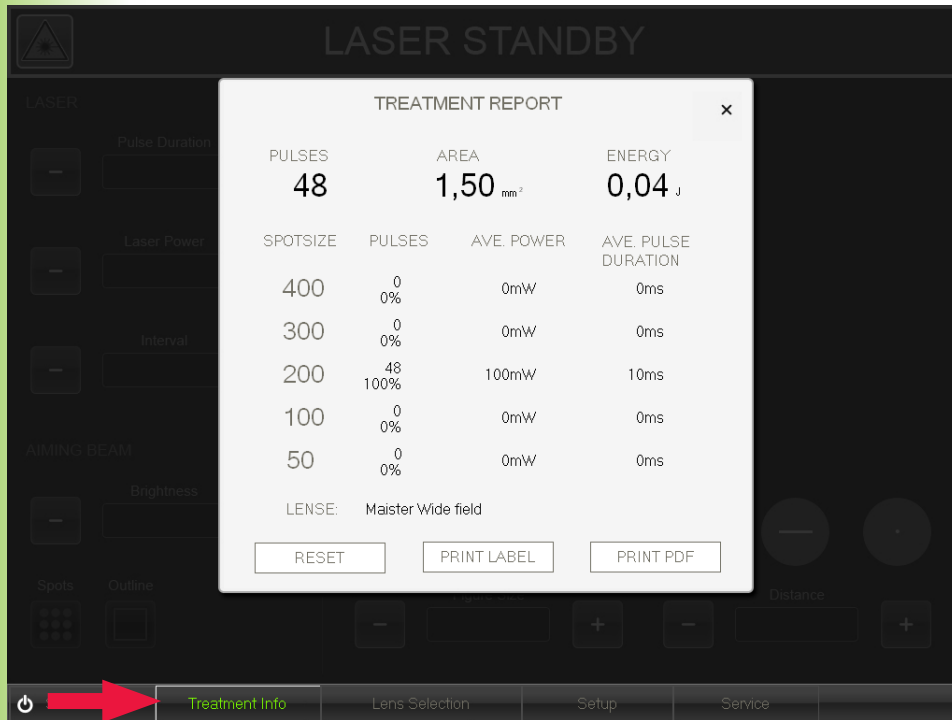 LASER STANDBY
LASER
TREATMENT REPORT
×
Pulse Duration
PULSES AREA ENERGY
48 1,50 mm² 0,04 J
Laser Power
SPOTSIZE PULSES AVE. POWER AVE. PULSE DURATION
400 0 0% 0mW 0ms
300 0 0% 0mW 0ms
Interval
200 48 100% 100mW 10ms
100 0 0% 0mW 0ms
AIMING BEAM
50 0 0% 0mW 0ms
Brightness
LENSE: Maister Wide field
RESET PRINT LABEL PRINT PDF
Spots Outline Figure Size Distance
Treatment Info Lens Selection Setup Service